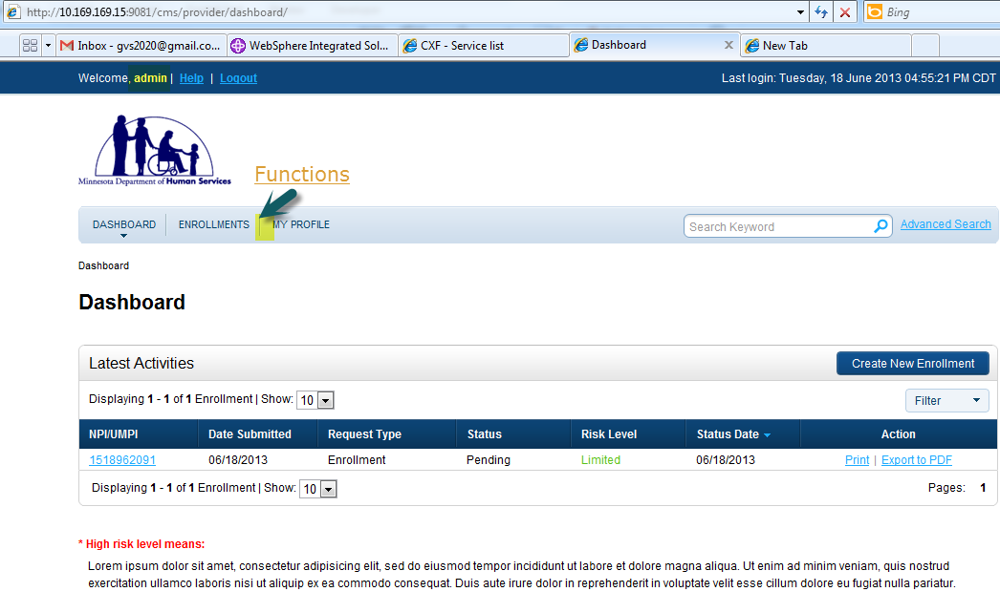 http://10.169.169.15:9081/cms/provider/dashboard/ Bing
Inbox - gvs2020@gmail.co... WebSphere Integrated Sol... CXF - Service list Dashboard New Tab
Welcome, admin | Help | Logout Last login: Tuesday, 18 June 2013 04:55:21 PM CDT
Minnesota Department of Human Services
Functions
DASHBOARD ENROLLMENTS MY PROFILE Search Keyword Advanced Search
Dashboard
Dashboard
Latest Activities Create New Enrollment
Displaying 1 - 1 of 1 Enrollment | Show: 10 Filter
NPI/UMPI Date Submitted Request Type Status Risk Level Status Date Action
1518962091 06/18/2013 Enrollment Pending Limited 06/18/2013 Print | Export to PDF
Displaying 1 - 1 of 1 Enrollment | Show: 10 Pages: 1
* High risk level means:
Lorem ipsum dolor sit amet, consectetur adipisicing elit, sed do eiusmod tempor incididunt ut labore et dolore magna aliqua. Ut enim ad minim veniam, quis nostrud
exercitation ullamco laboris nisi ut aliquip ex ea commodo consequat. Duis aute irure dolor in reprehenderit in voluptate velit esse cillum dolore eu fugiat nulla pariatur.